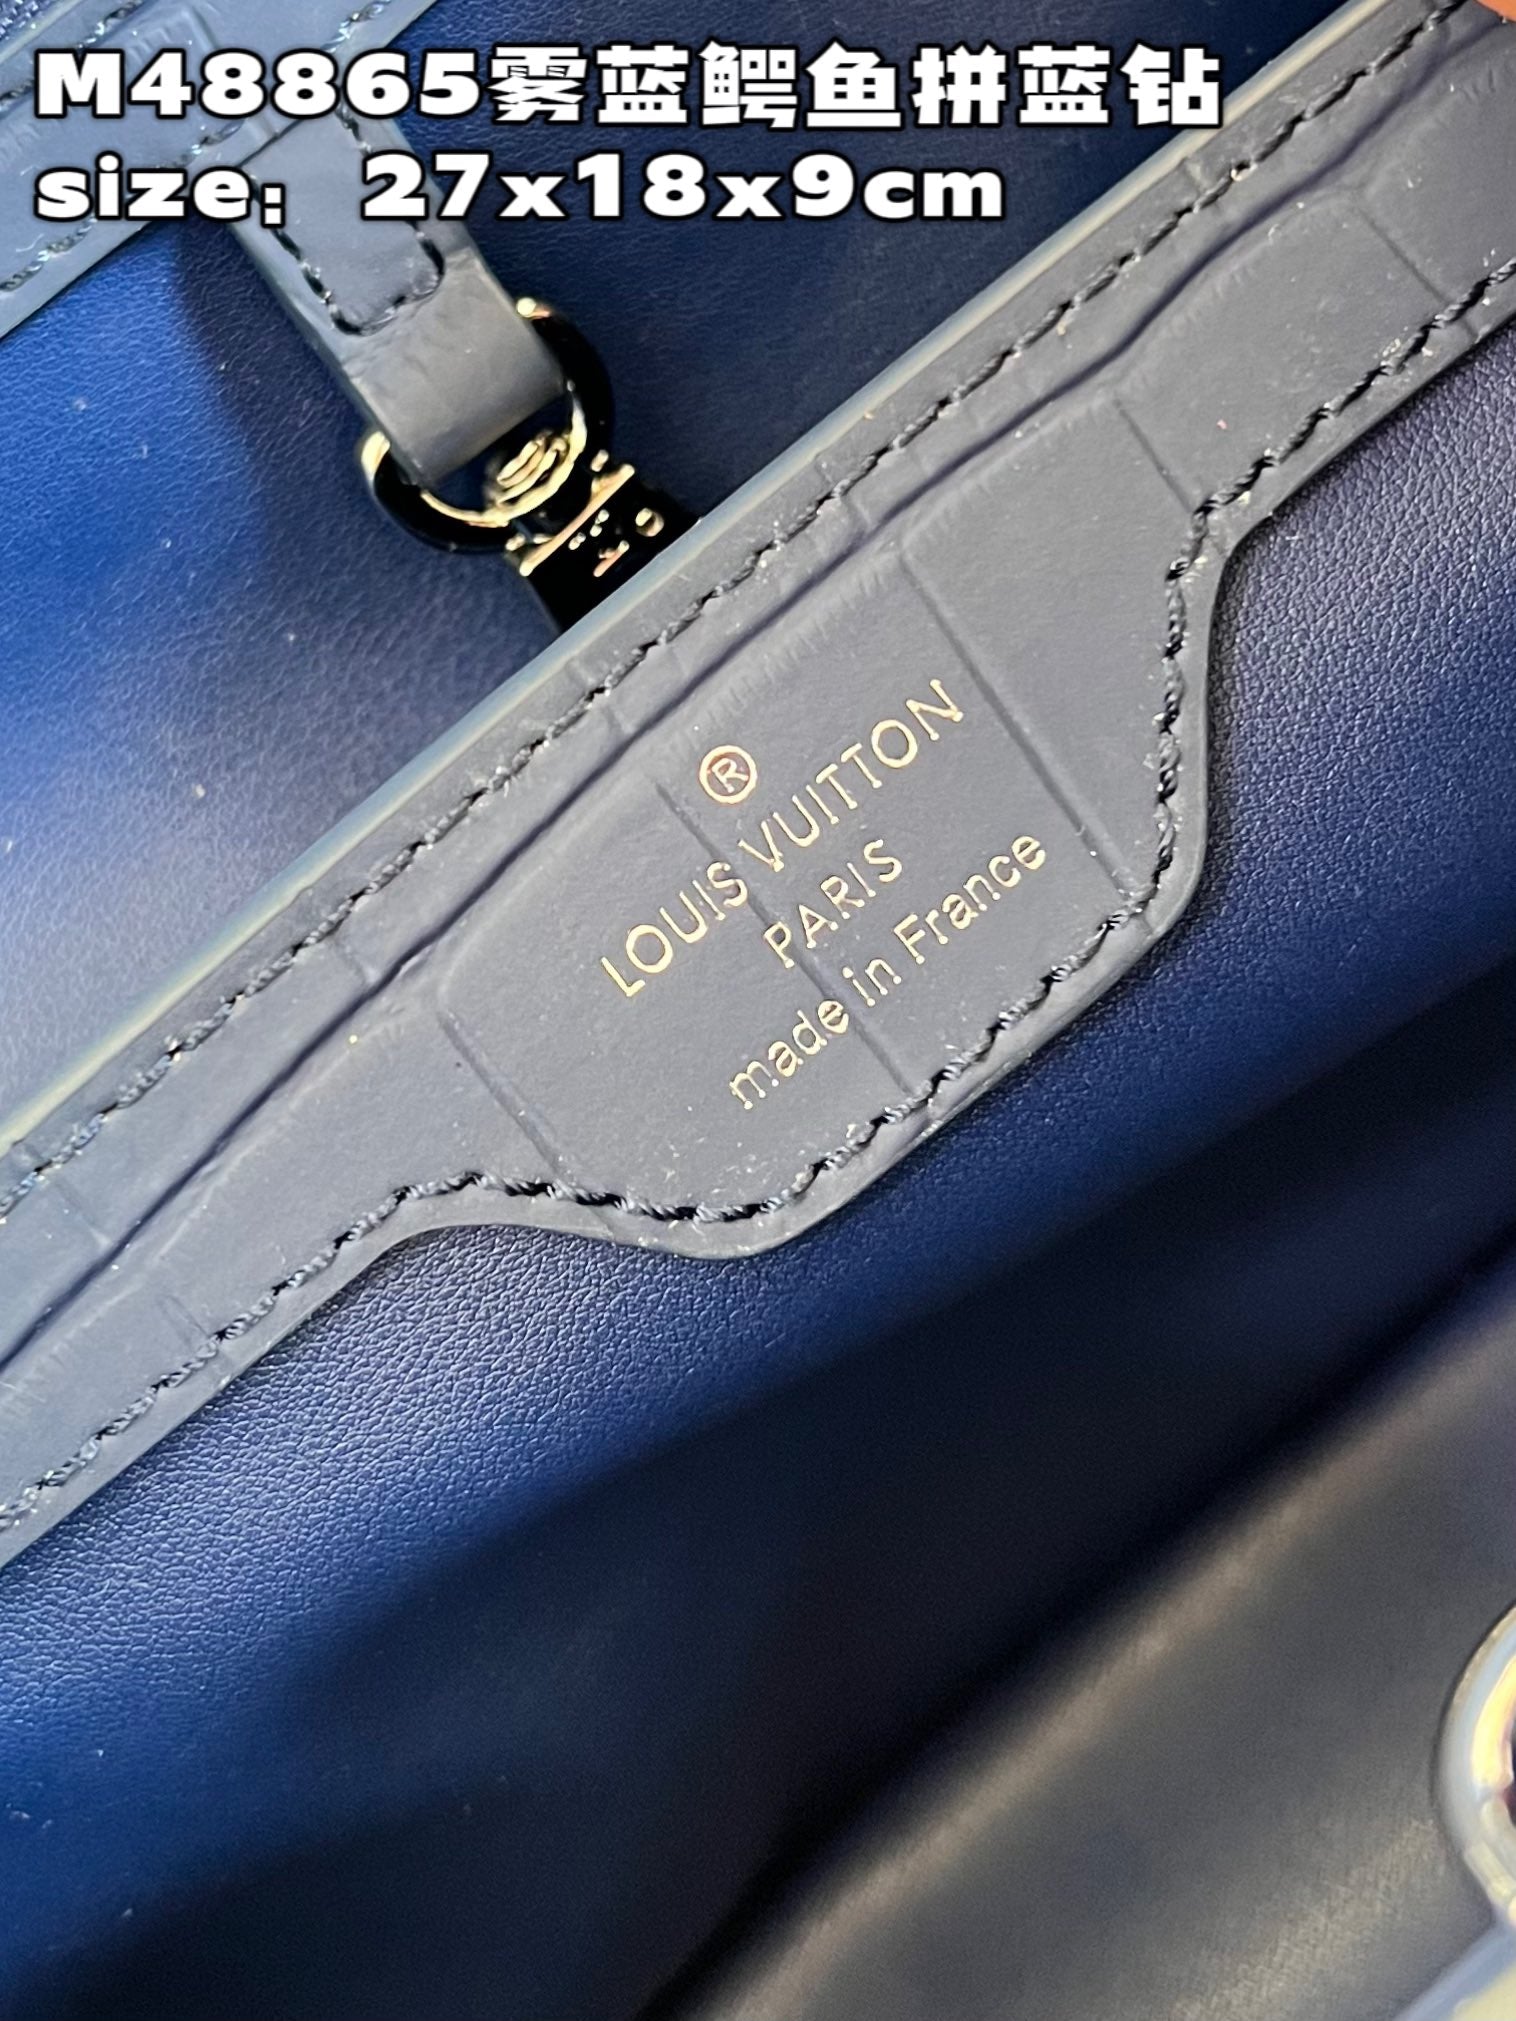 M48865雾蓝鳄鱼拼蓝钻
size：27x18x9cm
®
LOUIS VUITTON
PARIS
made in France